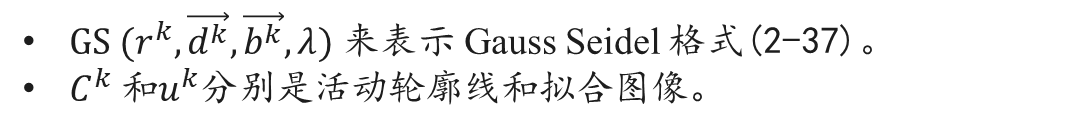 • GS (r^k, \overrightarrow{d^k}, \overrightarrow{b^k}, λ) 来表示 Gauss Seidel 格式(2-37)。
• C^k 和u^k分别是活动轮廓线和拟合图像。